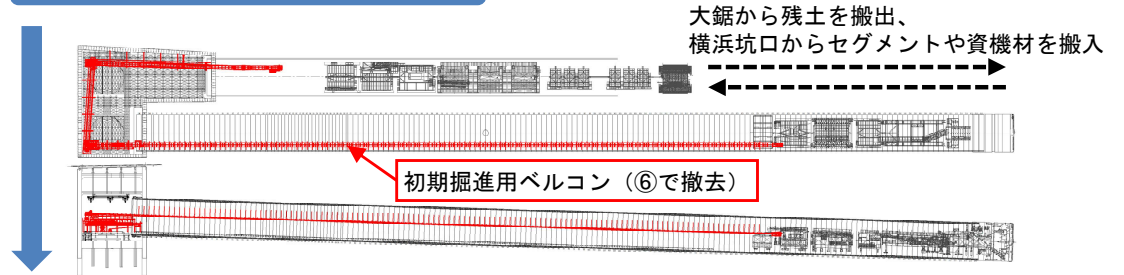 大鋸から残土を搬出、
横浜坑口からセグメントや資機材を搬入
初期掘進用ベルコン（⑥で撤去）